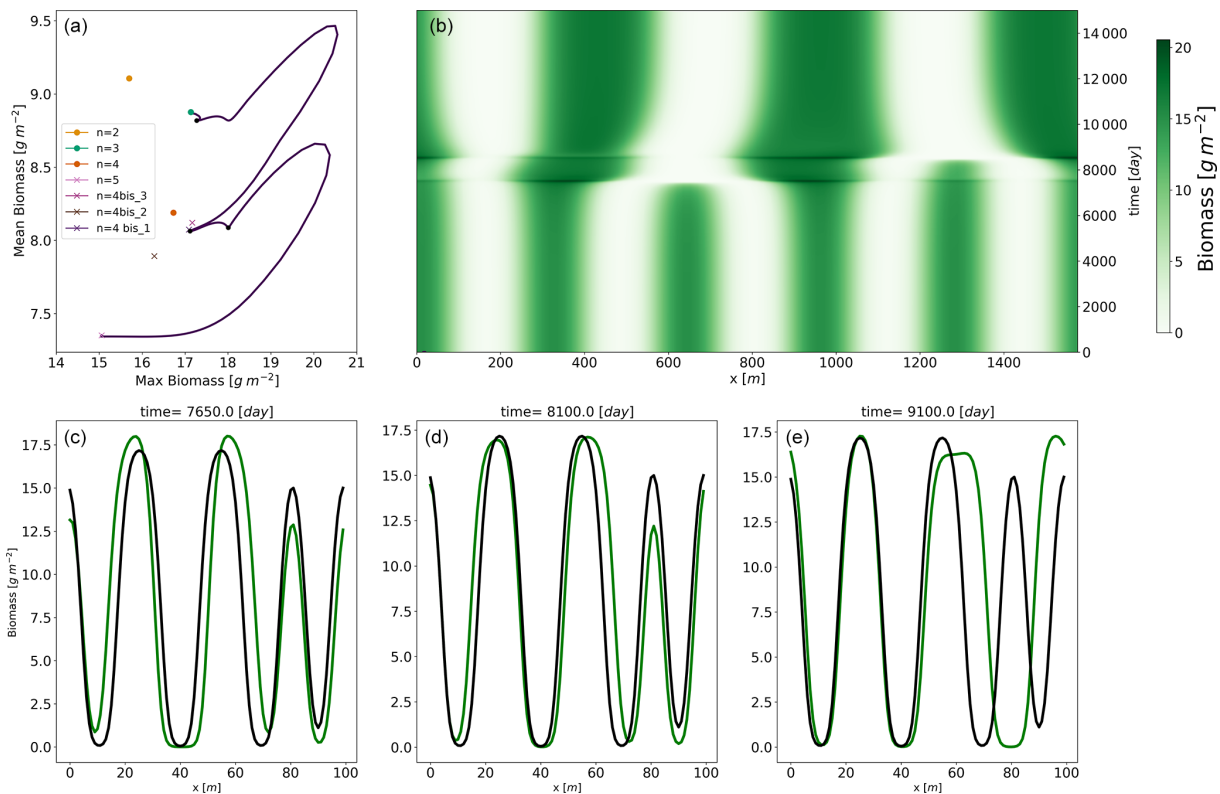 (a)
9.5
9.0
8.5
8.0
7.5
Mean Biomass [g m⁻²]
n=2
n=3
n=4
n=5
n=4bis_3
n=4bis_2
n=4 bis_1
14 15 16 17 18 19 20 21
Max Biomass [g m⁻²]
(b)
14 000
12 000
10 000
8000
6000
4000
2000
0
time [day]
0 200 400 600 800 1000 1200 1400
x [m]
20
15
10
5
0
Biomass [g m⁻²]
time= 7650.0 [day]
(c)
17.5
15.0
12.5
10.0
7.5
5.0
2.5
0.0
Biomass [g m⁻²]
0 20 40 60 80 100
x [m]
time= 8100.0 [day]
(d)
17.5
15.0
12.5
10.0
7.5
5.0
2.5
0.0
0 20 40 60 80 100
x [m]
time= 9100.0 [day]
(e)
17.5
15.0
12.5
10.0
7.5
5.0
2.5
0.0
0 20 40 60 80 100
x [m]